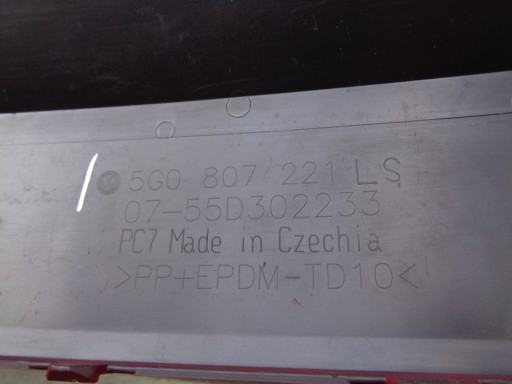 5G0 807 221 LS
07-55D302233
PC7 Made in Czechia
>PP+EPDM-TD10<